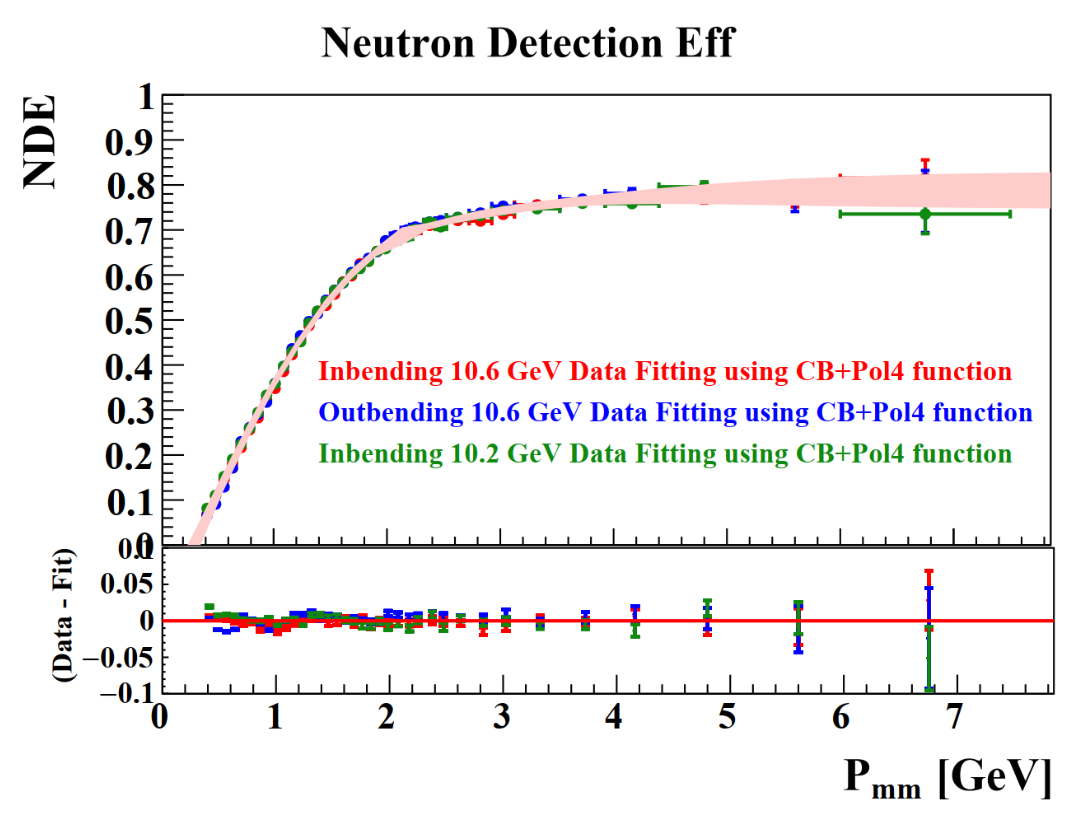 Neutron Detection Eff
NDE
1
0.9
0.8
0.7
0.6
0.5
0.4
0.3
0.2
0.1
0
Inbending 10.6 GeV Data Fitting using CB+Pol4 function
Outbending 10.6 GeV Data Fitting using CB+Pol4 function
Inbending 10.2 GeV Data Fitting using CB+Pol4 function
(Data - Fit)
0.1
0.05
0
−0.05
−0.1
0 1 2 3 4 5 6 7
Pmm [GeV]